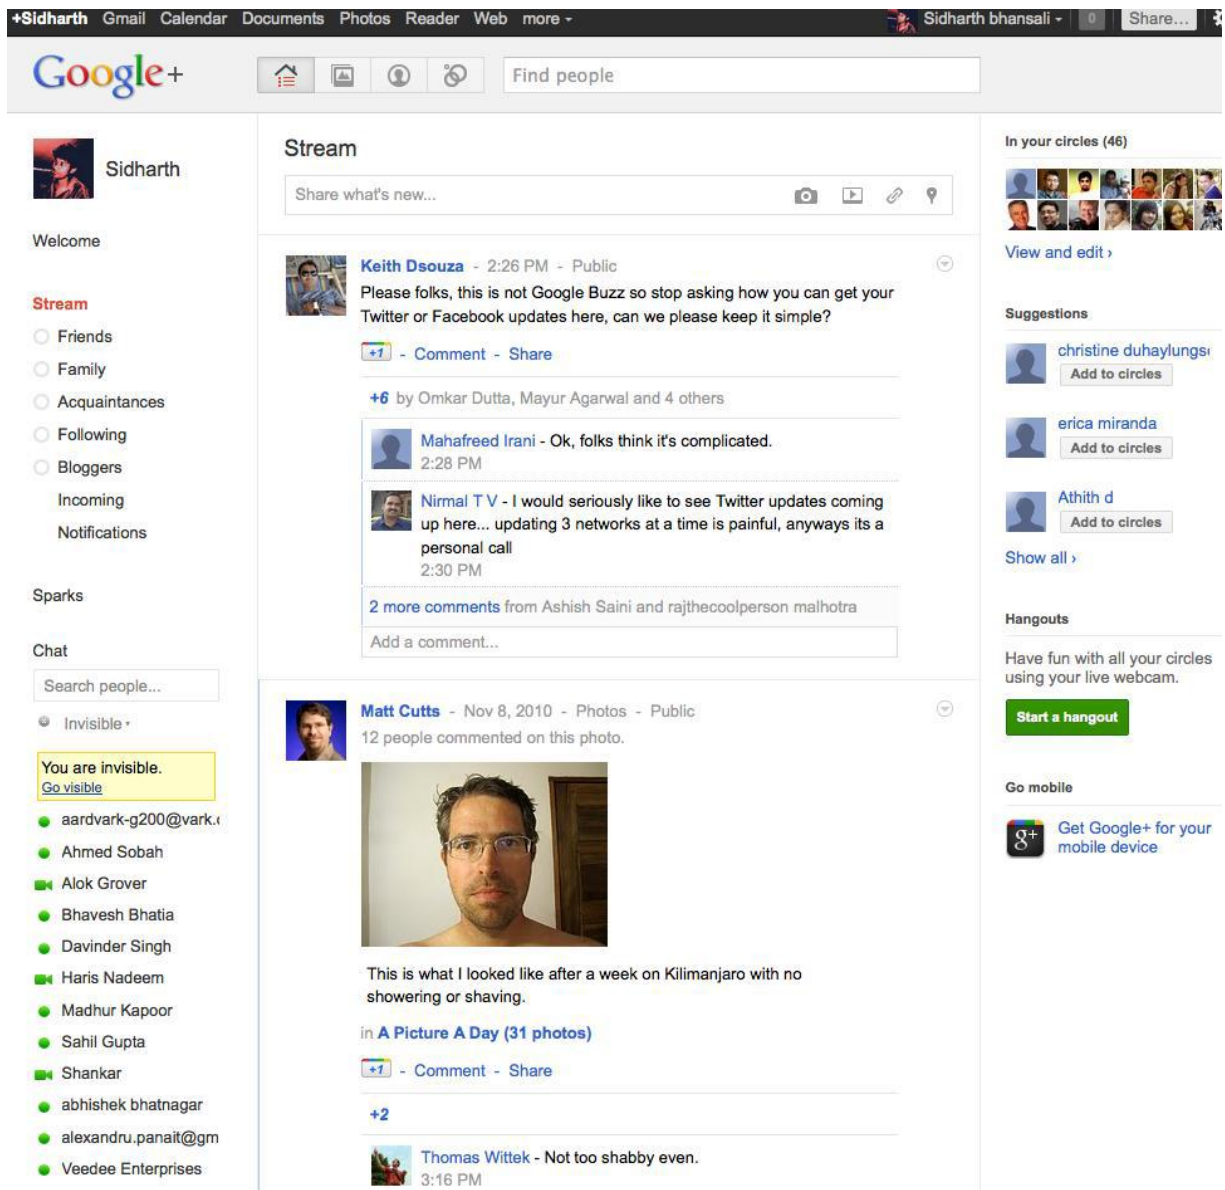 +Sidharth Gmail Calendar Documents Photos Reader Web more
Sidharth bhansali 0 Share...
Google+
Find people
Sidharth
Welcome
Stream
Friends
Family
Acquaintances
Following
Bloggers
Incoming
Notifications
Sparks
Chat
Search people...
Invisible
You are invisible.
Go visible
aardvark-g200@vark.
Ahmed Sobah
Alok Grover
Bhavesh Bhatia
Davinder Singh
Haris Nadeem
Madhur Kapoor
Sahil Gupta
Shankar
abhishek bhatnagar
alexandru.panait@gm
Veedee Enterprises
Stream
Share what's new...
Keith Dsouza - 2:26 PM - Public
Please folks, this is not Google Buzz so stop asking how you can get your
Twitter or Facebook updates here, can we please keep it simple?
+1 - Comment - Share
+6 by Omkar Dutta, Mayur Agarwal and 4 others
Mahafreed Irani - Ok, folks think it's complicated.
2:28 PM
Nirmal T V - I would seriously like to see Twitter updates coming
up here... updating 3 networks at a time is painful, anyways its a
personal call
2:30 PM
2 more comments from Ashish Saini and rajthecoolperson malhotra
Add a comment...
Matt Cutts - Nov 8, 2010 - Photos - Public
12 people commented on this photo.
This is what I looked like after a week on Kilimanjaro with no
showering or shaving.
in A Picture A Day (31 photos)
+1 - Comment - Share
+2
Thomas Wittek - Not too shabby even.
3:16 PM
In your circles (46)
View and edit ›
Suggestions
christine duhaylungs
Add to circles
erica miranda
Add to circles
Athith d
Add to circles
Show all ›
Hangouts
Have fun with all your circles
using your live webcam.
Start a hangout
Go mobile
g+
Get Google+ for your
mobile device